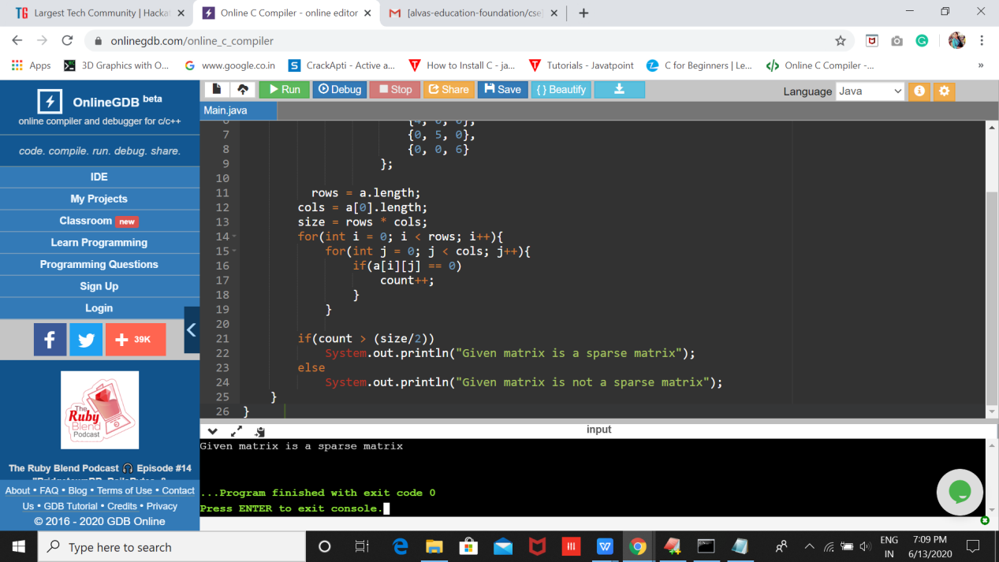 Largest Tech Community | Hacka
Online C Compiler - online editor
[alvas-education-foundation/cse
onlinegdb.com/online_c_compiler
Apps
3D Graphics with O...
www.google.co.in
CrackApti - Active a...
How to Install C - ja...
Tutorials - Javatpoint
C for Beginners | Le...
Online C Compiler -...
»
OnlineGDB beta
online compiler and debugger for c/c++
code. compile. run. debug. share.
IDE
My Projects
Classroom new
Learn Programming
Programming Questions
Sign Up
Login
39K
The Ruby Blend Podcast
The Ruby Blend Podcast 🎧 Episode #14
About • FAQ • Blog • Terms of Use • Contact
Us • GDB Tutorial • Credits • Privacy
© 2016 - 2020 GDB Online
Run
Debug
Stop
Share
Save
{ } Beautify
Language Java
Main.java
6 {4, 0, 0},
7 {0, 5, 0},
8 {0, 0, 6}
9 };
10
11 rows = a.length;
12 cols = a[0].length;
13 size = rows * cols;
14 for(int i = 0; i < rows; i++){
15 for(int j = 0; j < cols; j++){
16 if(a[i][j] == 0)
17 count++;
18 }
19 }
20
21 if(count > (size/2))
22 System.out.println("Given matrix is a sparse matrix");
23 else
24 System.out.println("Given matrix is not a sparse matrix");
25 }
26 }
input
Given matrix is a sparse matrix
...Program finished with exit code 0
Press ENTER to exit console.
Type here to search
ENG
IN
7:09 PM
6/13/2020